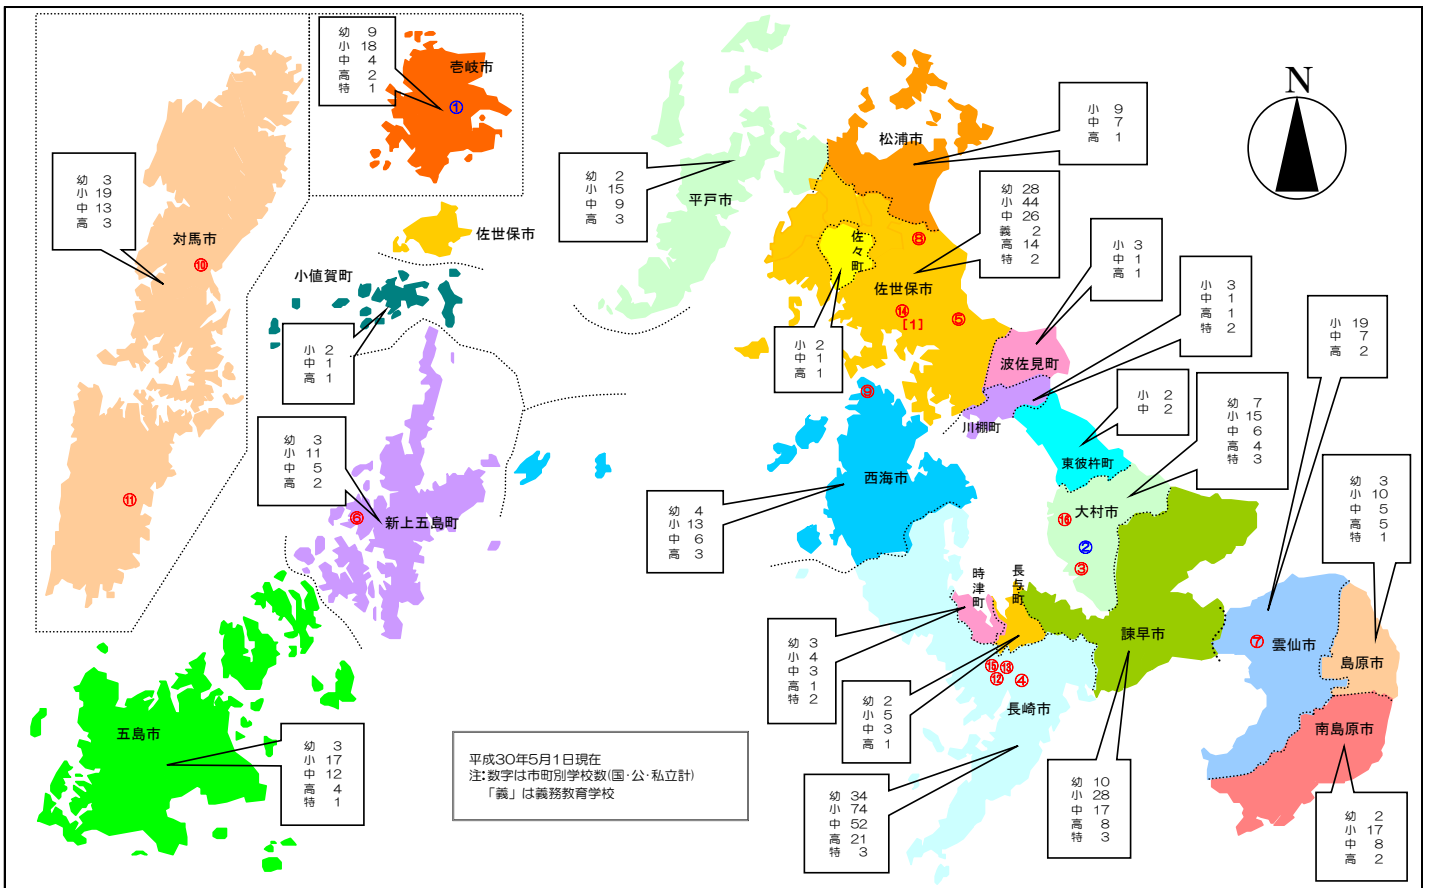 幼 9
小 18
中 4
高 2
特 1
壱岐市
①
幼 3
小 19
中 13
高 3
対馬市
⑩
⑪
佐世保市
小値賀町
小 2
中 1
高 1
幼 3
小 11
中 5
高 2
⑥
新上五島町
五島市
幼 3
小 17
中 12
高 4
特 1
幼 2
小 15
中 9
高 3
平戸市
松浦市
小 9
中 7
高 1
N
幼 28
小 44
中 26
義 2
高 14
特 2
⑧
佐々町
佐世保市
⑭
[1]
⑤
小 2
中 1
高 1
小 3
中 1
高 1
波佐見町
小 3
中 1
高 1
特 2
川棚町
小 2
中 2
東彼杵町
幼 7
小 15
中 6
高 4
特 3
大村市
⑯
②
③
小 19
中 7
高 2
幼 3
小 10
中 5
高 5
特 1
⑨
西海市
幼 4
小 13
中 6
高 3
時津町
長与町
諫早市
⑦
雲仙市
島原市
南島原市
幼 3
小 4
中 3
高 1
特 2
幼 2
小 5
中 3
高 1
⑮
⑬
⑫
④
長崎市
幼 34
小 74
中 52
高 21
特 3
幼 10
小 28
中 17
高 8
特 3
幼 2
小 17
中 8
高 2
平成30年5月1日現在
注:数字は市町別学校数(国・公・私立計)
「義」は義務教育学校